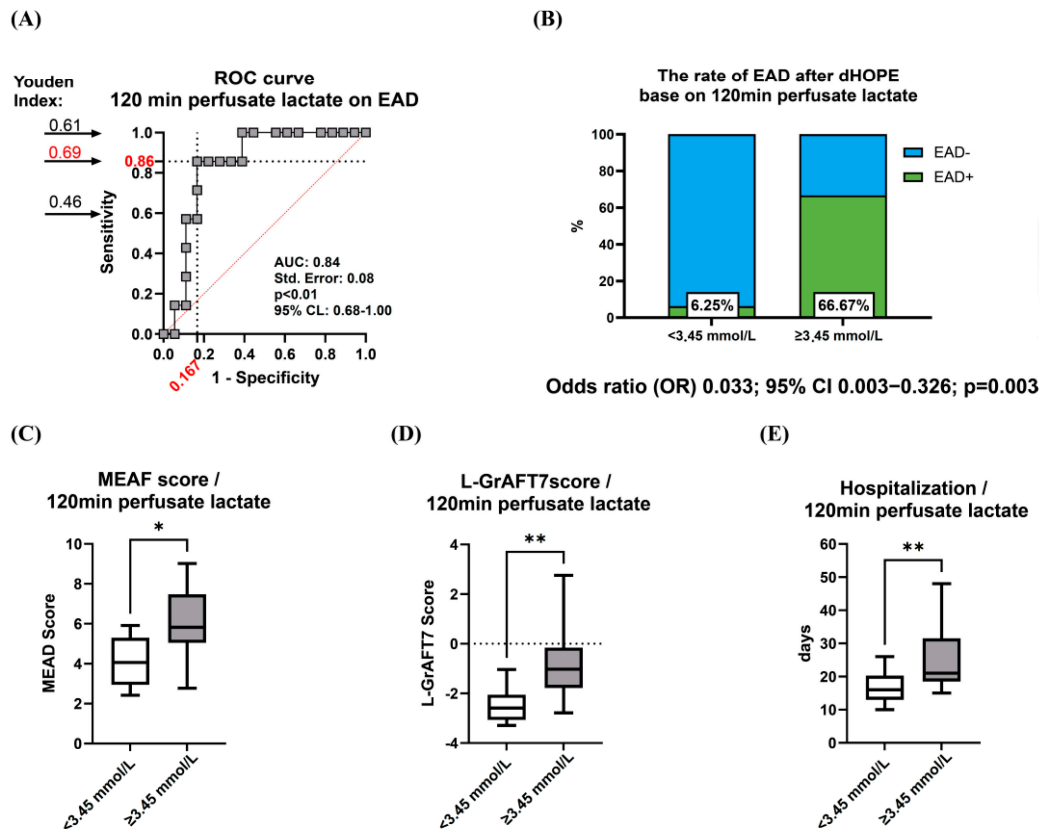 (A)
Youden
Index:
0.61
0.69
0.46
ROC curve
120 min perfusate lactate on EAD
Sensitivity
1.0
0.86
0.8
0.6
0.4
0.2
0.0
AUC: 0.84
Std. Error: 0.08
p<0.01
95% CL: 0.68-1.00
0.0 0.2 0.4 0.6 0.8 1.0
0.167
1 - Specificity
(B)
The rate of EAD after dHOPE
base on 120min perfusate lactate
%
100
80
60
40
20
0
6.25%
66.67%
<3.45 mmol/L
≥3.45 mmol/L
EAD-
EAD+
Odds ratio (OR) 0.033; 95% CI 0.003–0.326; p=0.003
(C)
MEAF score /
120min perfusate lactate
*
MEAD Score
10
8
6
4
2
0
<3.45 mmol/L
≥3.45 mmol/L
(D)
L-GrAFT7score /
120min perfusate lactate
**
L-GrAFT7 Score
4
2
0
-2
-4
<3.45 mmol/L
≥3.45 mmol/L
(E)
Hospitalization /
120min perfusate lactate
**
days
60
50
40
30
20
10
0
<3.45 mmol/L
≥3.45 mmol/L